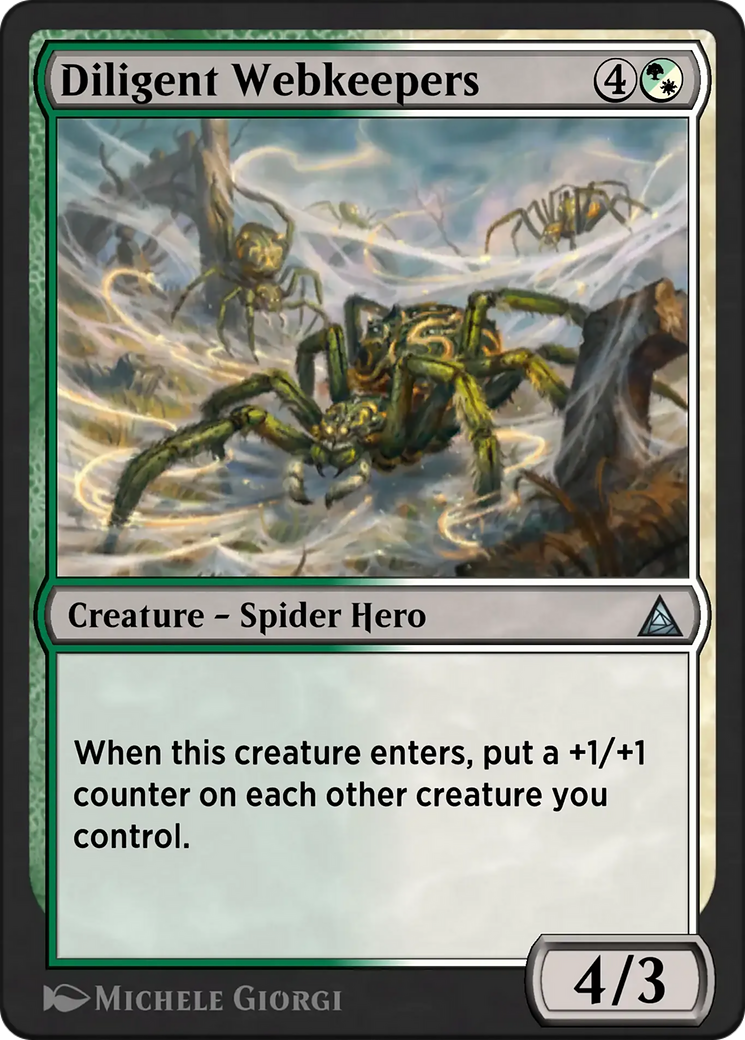 Diligent Webkeepers 4
Creature – Spider Hero
When this creature enters, put a +1/+1
counter on each other creature you
control.
4/3
Michele Giorgi